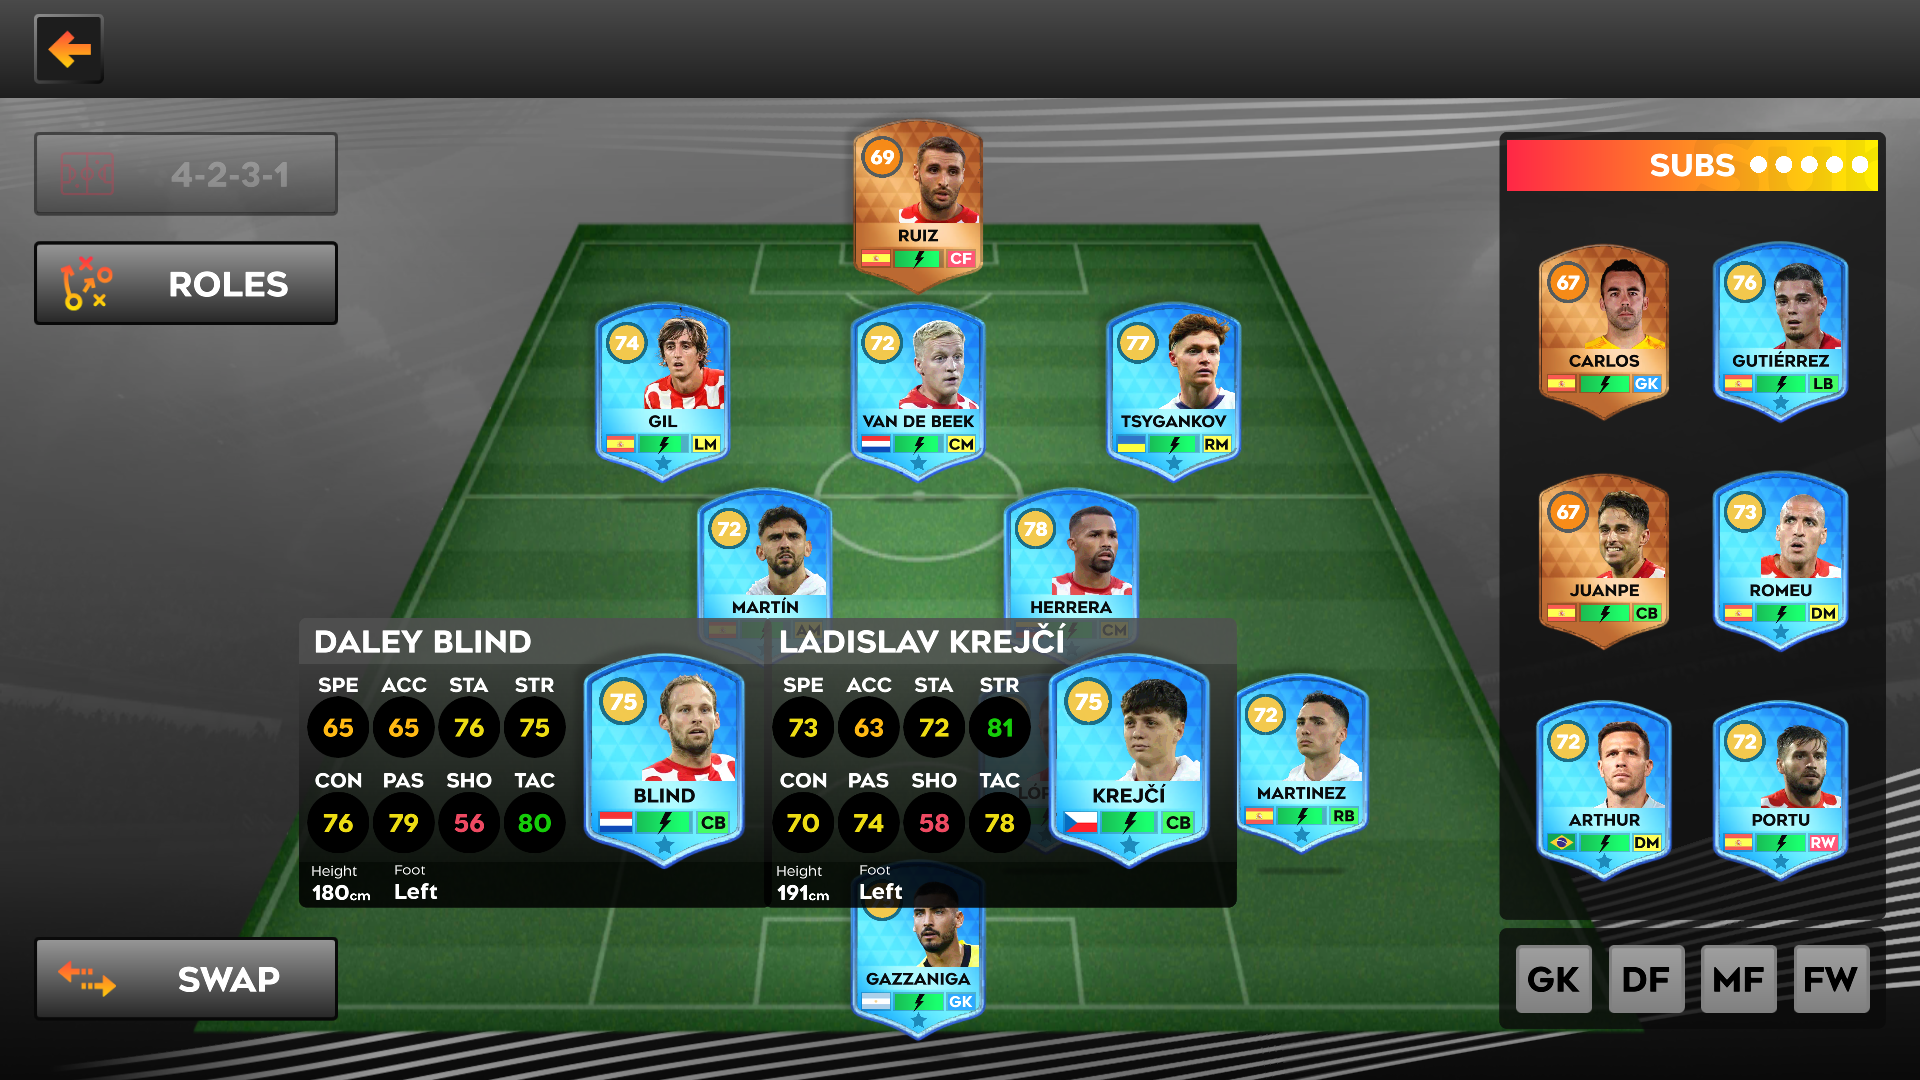 4-2-3-1
ROLES
SUBS
69
RUIZ
CF
74
GIL
LM
72
VAN DE BEEK
CM
77
TSYGANKOV
RM
72
MARTÍN
AM
78
HERRERA
CM
DALEY BLIND
SPE ACC STA STR
65 65 76 75
CON PAS SHO TAC
76 79 56 80
Height Foot
180cm Left
75
BLIND
CB
LADISLAV KREJČÍ
SPE ACC STA STR
73 63 72 81
CON PAS SHO TAC
70 74 58 78
Height Foot
191cm Left
75
KREJČÍ
CB
72
MARTINEZ
RB
GAZZANIGA
GK
67
CARLOS
GK
76
GUTIÉRREZ
LB
67
JUANPE
CB
73
ROMEU
DM
72
ARTHUR
DM
72
PORTU
RW
SWAP
GK DF MF FW